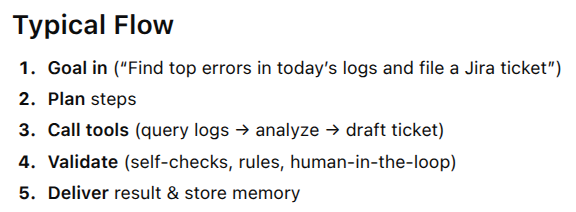 Typical Flow
1. Goal in (“Find top errors in today’s logs and file a Jira ticket”)
2. Plan steps
3. Call tools (query logs → analyze → draft ticket)
4. Validate (self-checks, rules, human-in-the-loop)
5. Deliver result & store memory